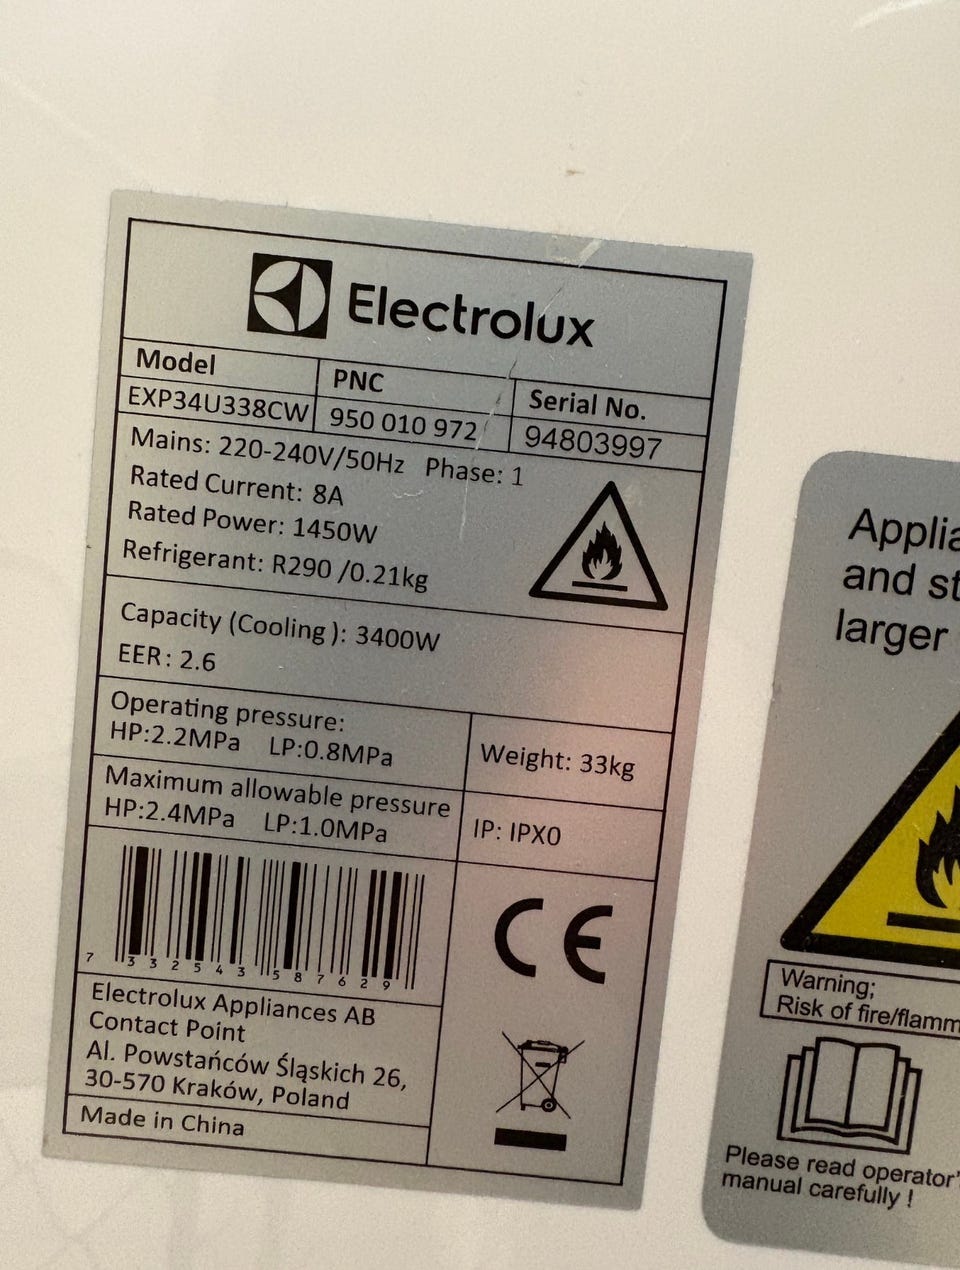 Electrolux
Model PNC Serial No.
EXP34U338CW 950 010 972 94803997
Mains: 220-240V/50Hz Phase: 1
Rated Current: 8A
Rated Power: 1450W
Refrigerant: R290 /0.21kg
Capacity (Cooling): 3400W
EER: 2.6
Operating pressure:
HP:2.2MPa LP:0.8MPa
Weight: 33kg
Maximum allowable pressure
HP:2.4MPa LP:1.0MPa
IP: IPX0
7 332543 587629
CE
Electrolux Appliances AB
Contact Point
Al. Powstańców Śląskich 26,
30-570 Kraków, Poland
Made in China
Applia
and st
larger
Warning;
Risk of fire/flamm
Please read operator'
manual carefully !